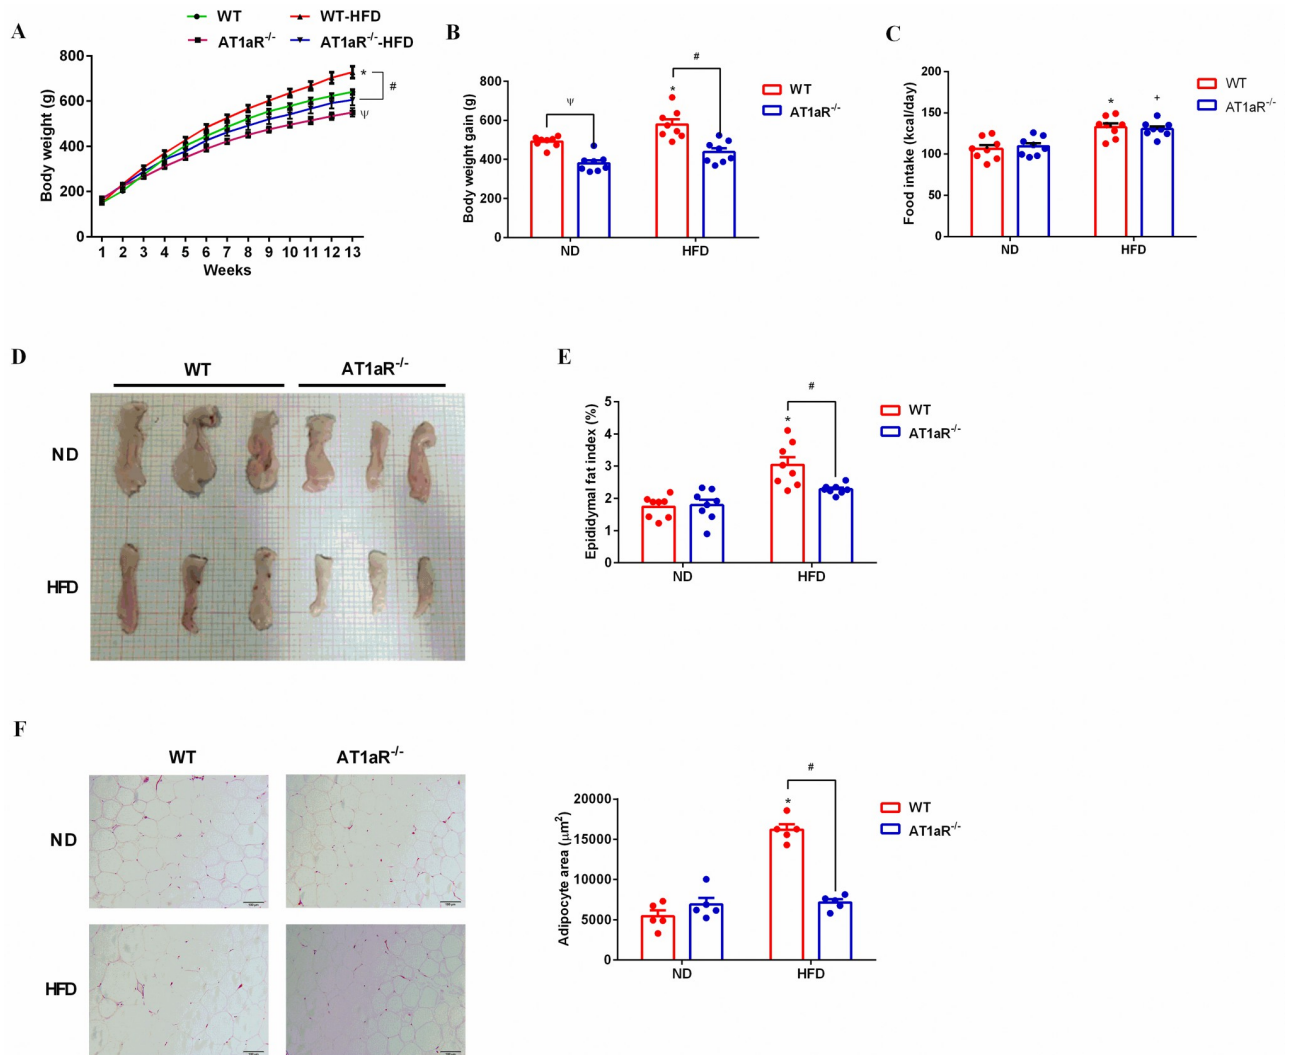 A
WT
WT-HFD
AT1aR-/-
AT1aR-/--HFD
Body weight (g)
800
600
400
200
0
*
#
ψ
1 2 3 4 5 6 7 8 9 10 11 12 13
Weeks
B
Body weight gain (g)
800
600
400
200
0
ψ
*
#
ND
HFD
WT
AT1aR-/-
C
Food intake (kcal/day)
200
150
100
50
0
*
+
ND
HFD
WT
AT1aR-/-
D
WT
AT1aR-/-
ND
HFD
E
Epididymal fat index (%)
5
4
3
2
1
0
*
#
ND
HFD
WT
AT1aR-/-
F
WT
AT1aR-/-
ND
HFD
Adipocyte area (μm2)
20000
15000
10000
5000
0
*
#
ND
HFD
WT
AT1aR-/-